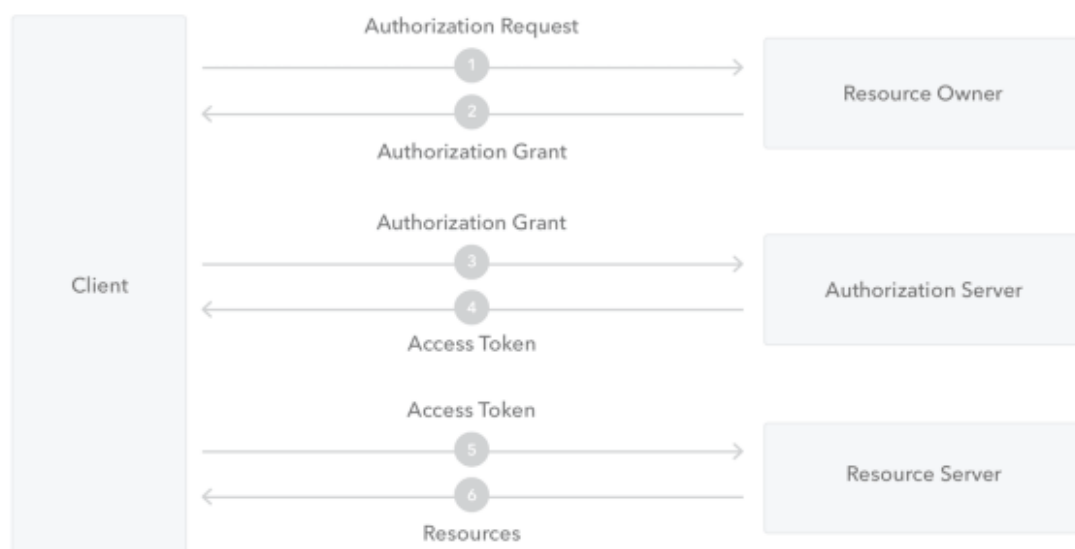 Authorization Request
1
Resource Owner
2
Authorization Grant
Authorization Grant
3
Client
Authorization Server
4
Access Token
Access Token
5
Resource Server
6
Resources